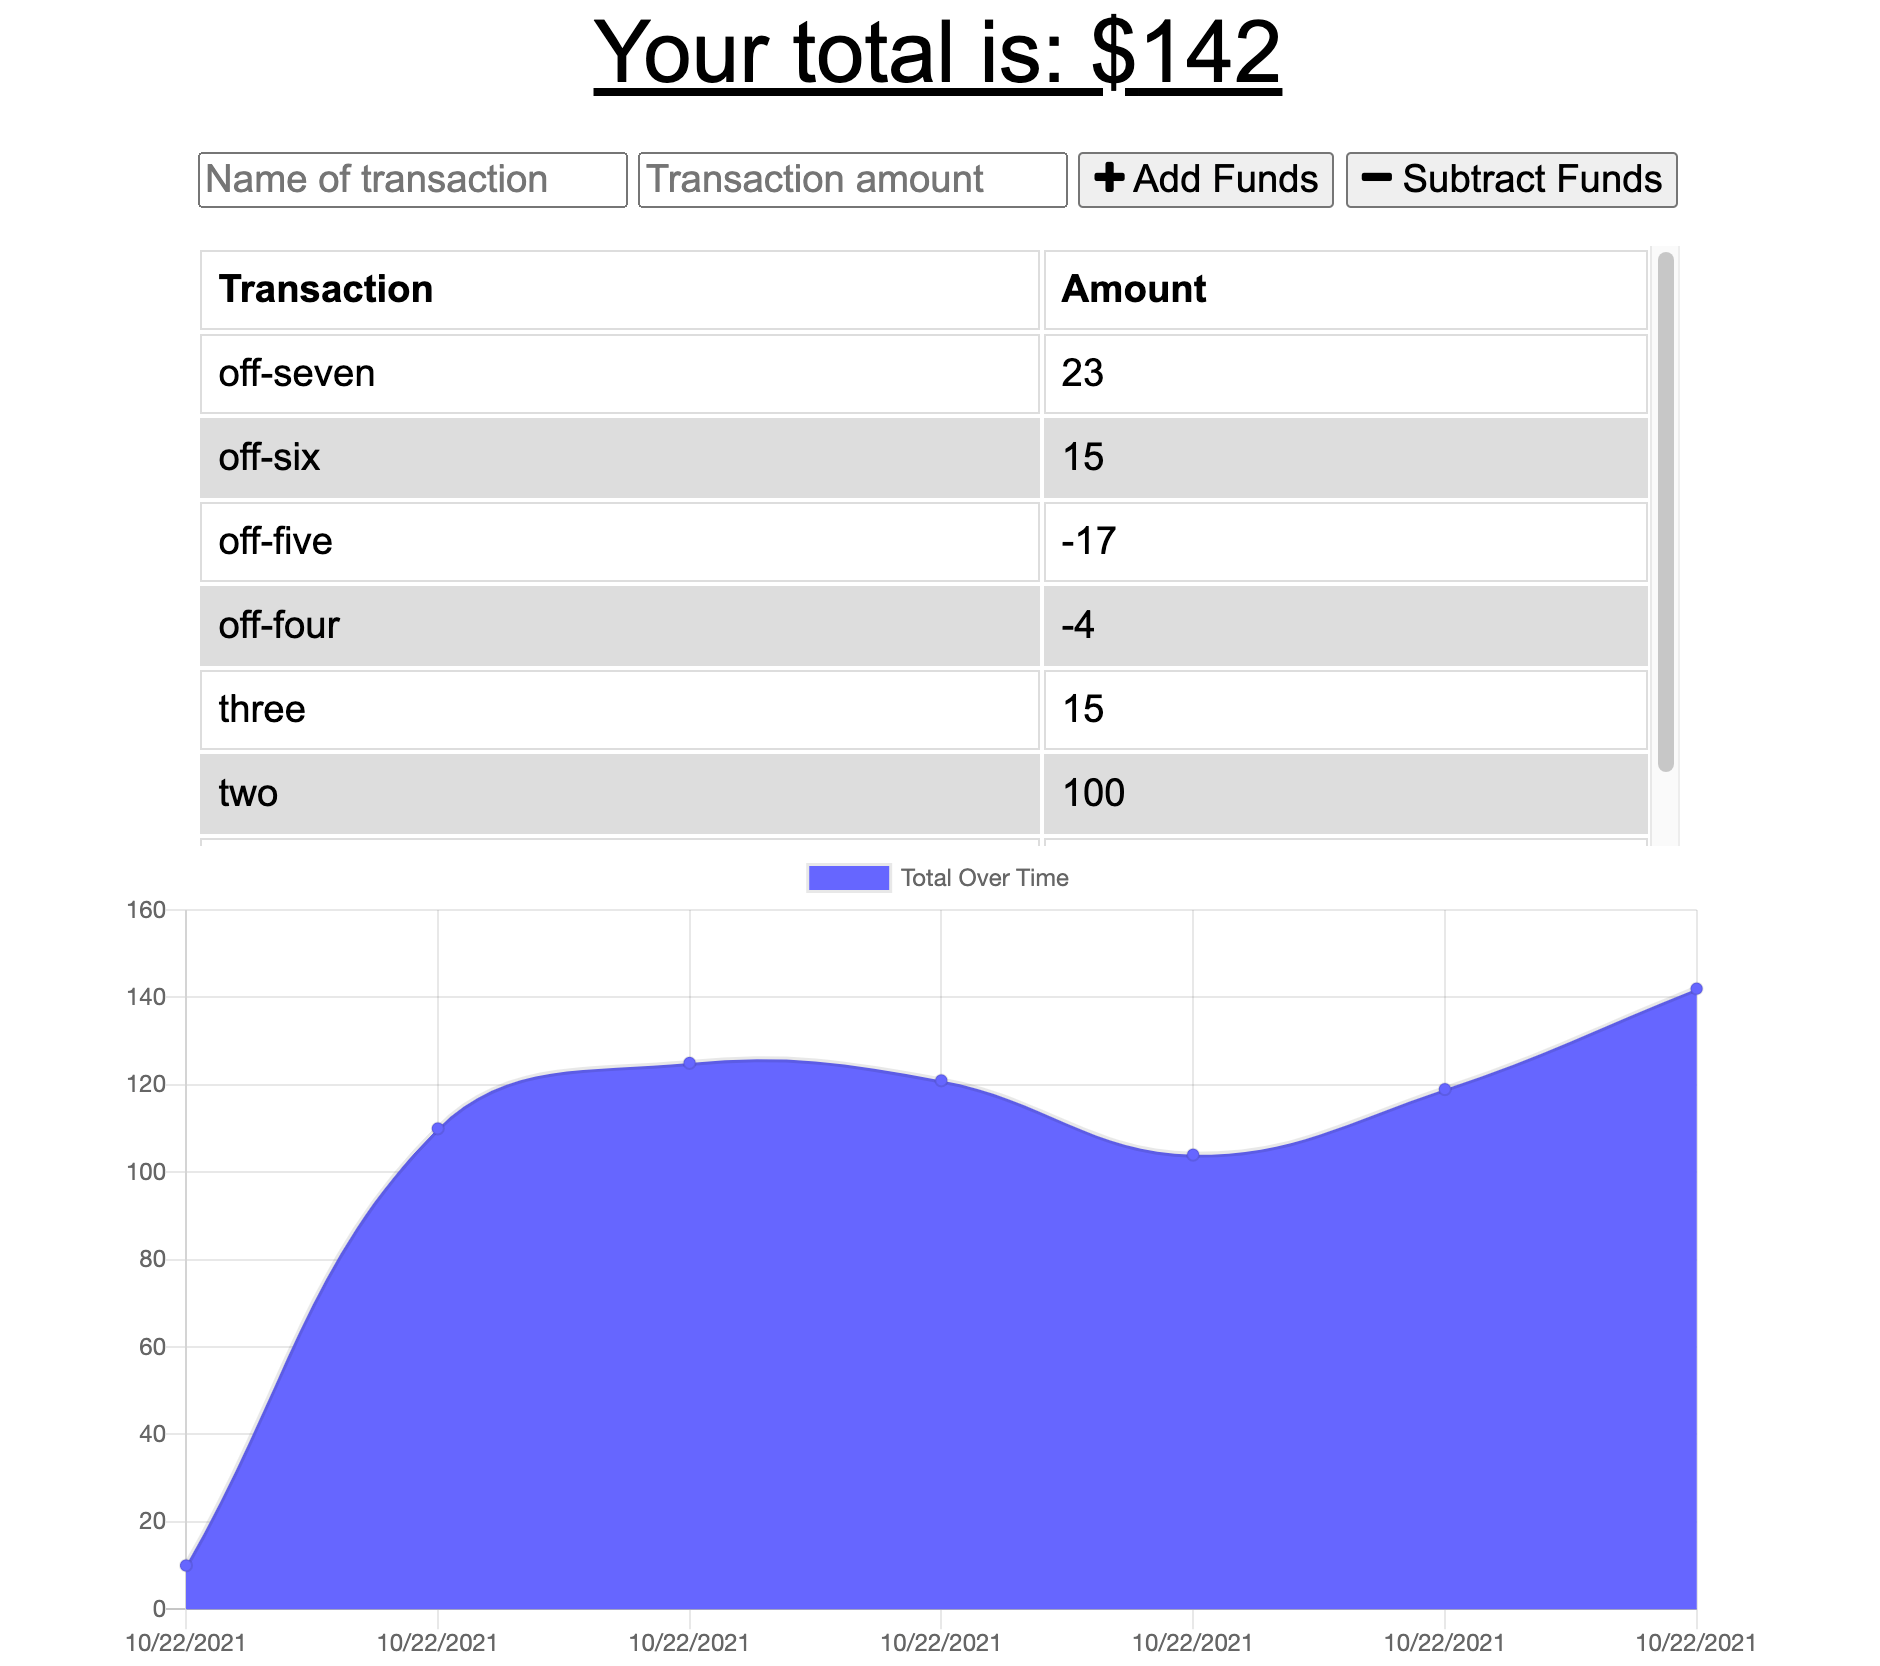 Your total is: $142
Name of transaction Transaction amount Add Funds Subtract Funds
Transaction Amount
off-seven 23
off-six 15
off-five -17
off-four -4
three 15
two 100
Total Over Time
160
140
120
100
80
60
40
20
0
10/22/2021 10/22/2021 10/22/2021 10/22/2021 10/22/2021 10/22/2021 10/22/2021